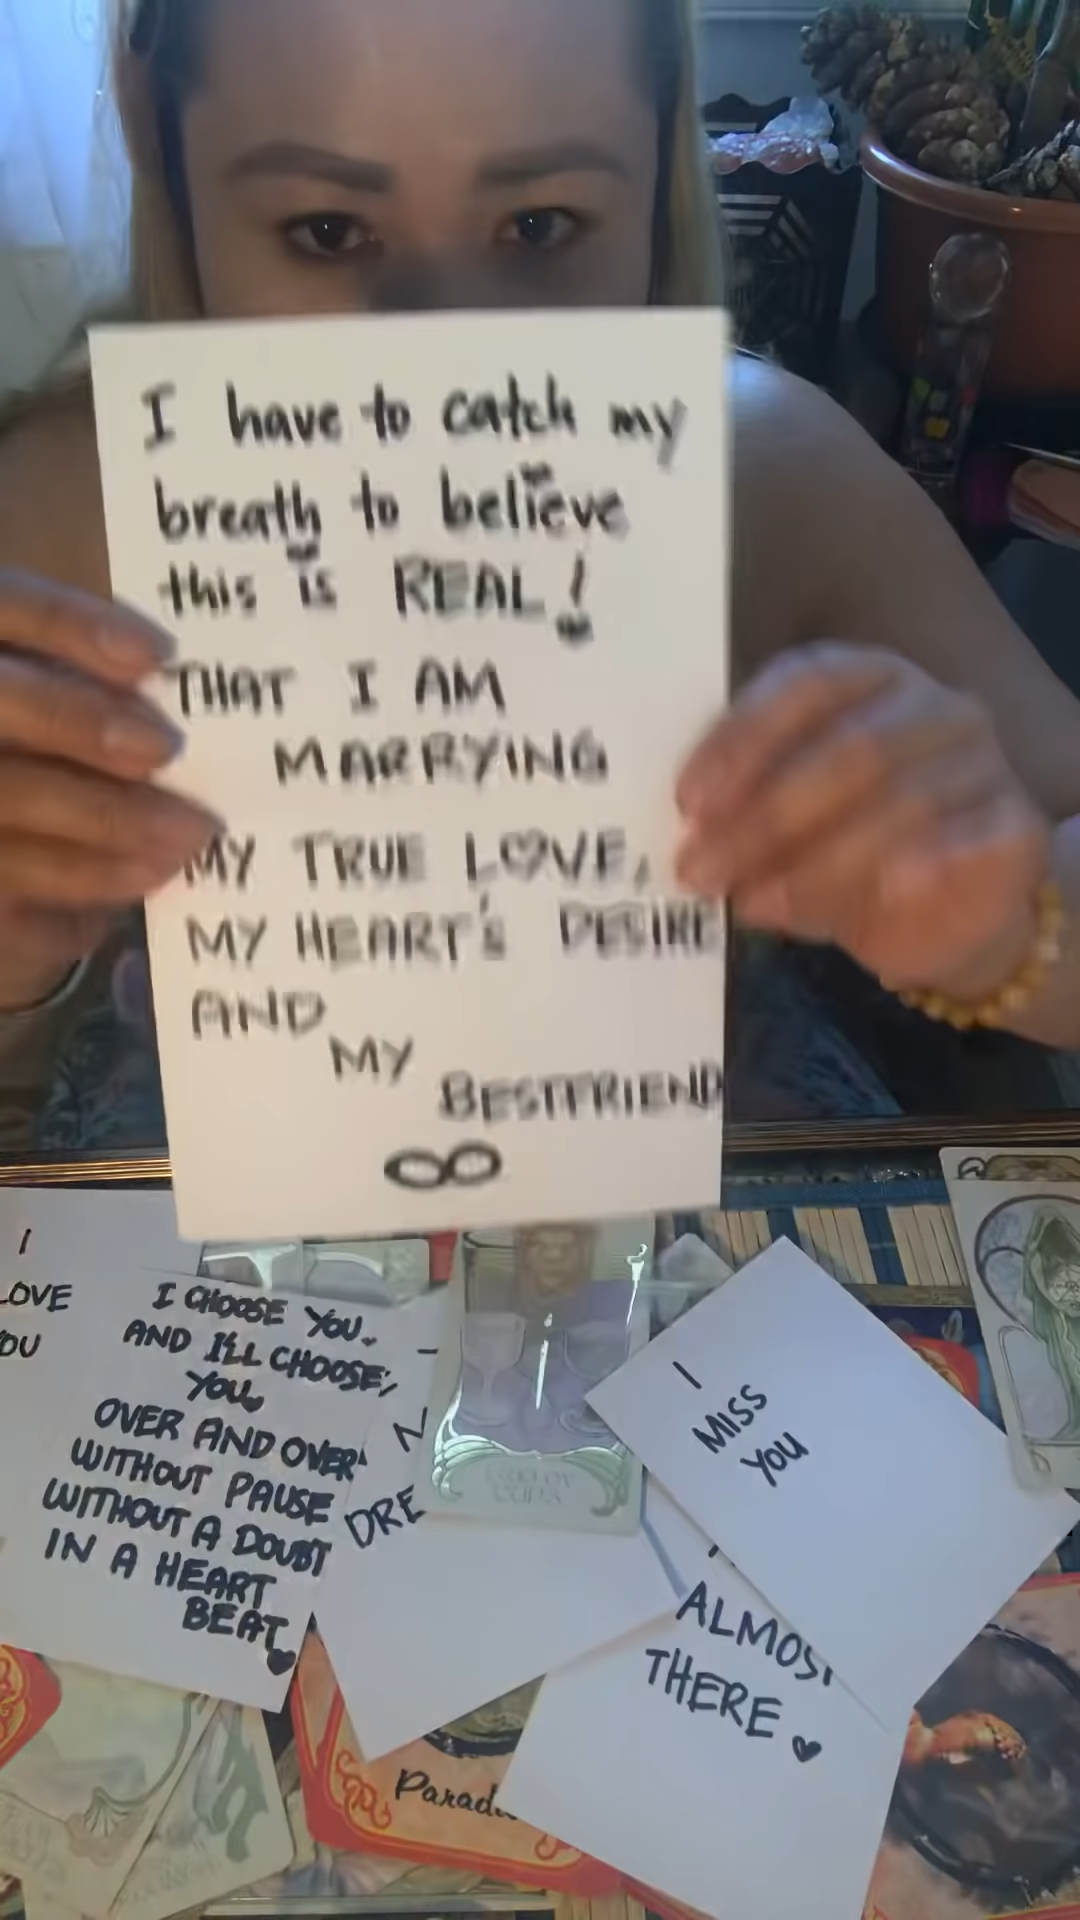 I have to catch my
breath to believe
this is REAL!
THAT I AM
MARRYING
MY TRUE LOVE,
MY HEART'S DESIRE
AND
MY
BESTFRIEND
I
LOVE
YOU
I CHOOSE YOU
AND I'LL CHOOSE
YOU
OVER AND OVER
WITHOUT PAUSE
WITHOUT A DOUBT
IN A HEART
BEAT
DRE
I
MISS
YOU
ALMOST
THERE
Parad